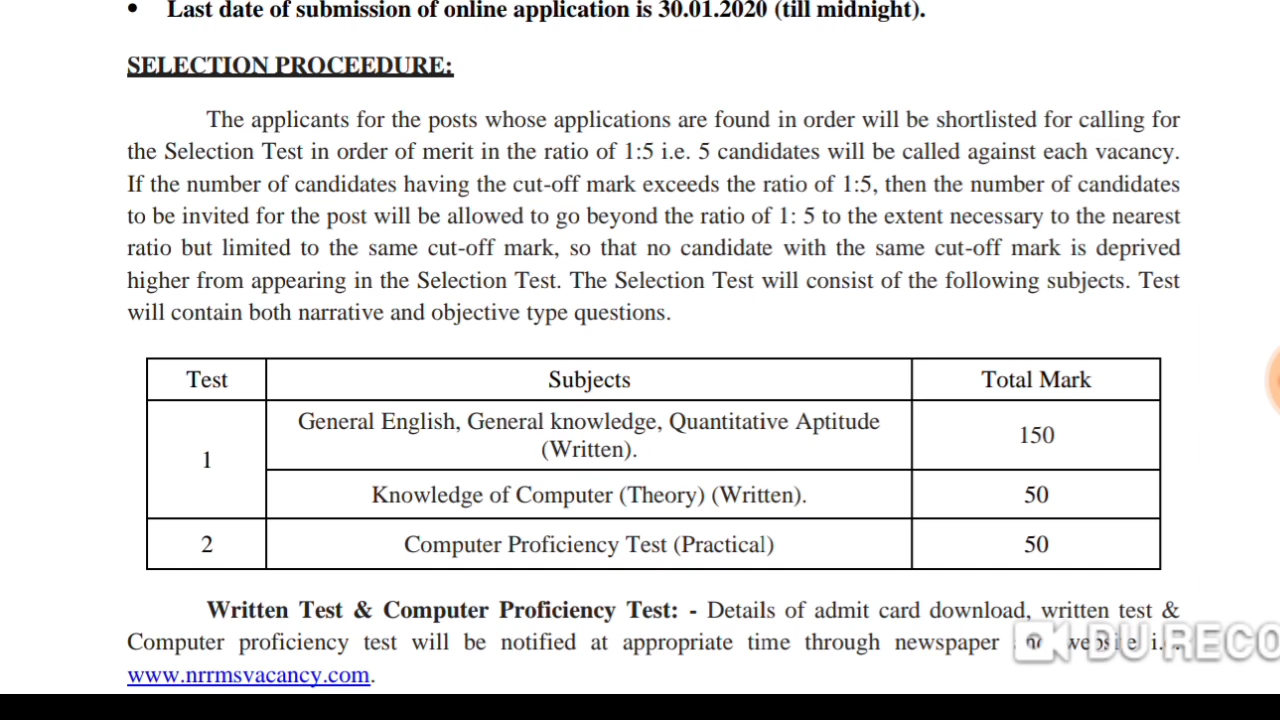 • Last date of submission of online application is 30.01.2020 (till midnight).
SELECTION PROCEEDURE:
The applicants for the posts whose applications are found in order will be shortlisted for calling for
the Selection Test in order of merit in the ratio of 1:5 i.e. 5 candidates will be called against each vacancy.
If the number of candidates having the cut-off mark exceeds the ratio of 1:5, then the number of candidates
to be invited for the post will be allowed to go beyond the ratio of 1: 5 to the extent necessary to the nearest
ratio but limited to the same cut-off mark, so that no candidate with the same cut-off mark is deprived
higher from appearing in the Selection Test. The Selection Test will consist of the following subjects. Test
will contain both narrative and objective type questions.
Test Subjects Total Mark
1 General English, General knowledge, Quantitative Aptitude
(Written). 150
Knowledge of Computer (Theory) (Written). 50
2 Computer Proficiency Test (Practical) 50
Written Test & Computer Proficiency Test: - Details of admit card download, written test &
Computer proficiency test will be notified at appropriate time through newspaper
www.nrrmsvacancy.com.
DU RECO